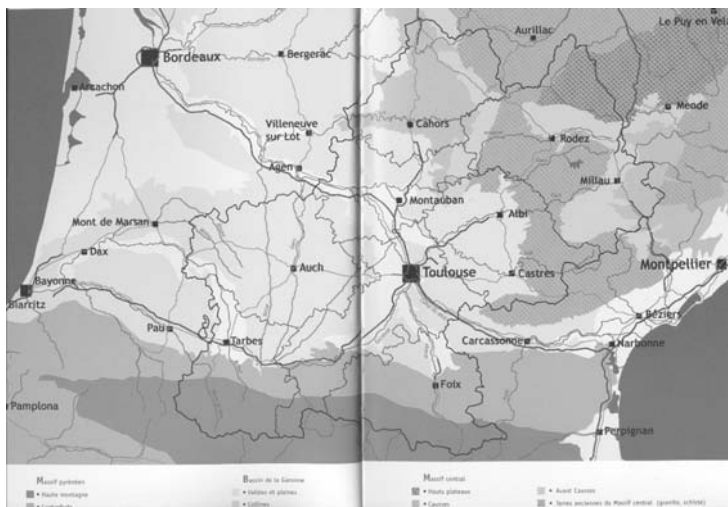 Aurillac
Le Puy en Vela
Bordeaux
Bergerac
Arcachon
Mende
Villeneuve
sur Lot
Cahors
Rodez
Agen
Millau
Montauban
Mont de Marsan
Albi
Dax
Auch
Toulouse
Castres
Montpellier
Bayonne
Biarritz
Béziers
Pau
Tarbes
Carcassonne
Narbonne
Foix
Pamplona
Perpignan
Massif pyrénéen
• Haute montagne
Bassin de la Garonne
• Vallées et plaines
• Collines
Massif central
• Hauts plateaux
• Causses
• Avant Causses
• Terres anciennes du Massif central (granite, schiste)